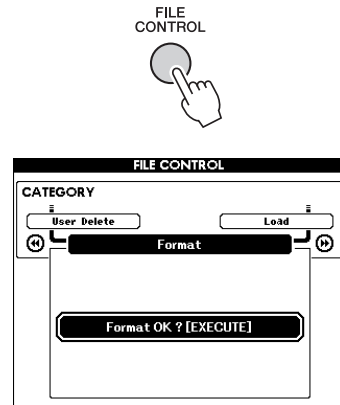 FILE
CONTROL
FILE CONTROL
CATEGORY
User Delete
Load
Format
Format OK ? [EXECUTE]